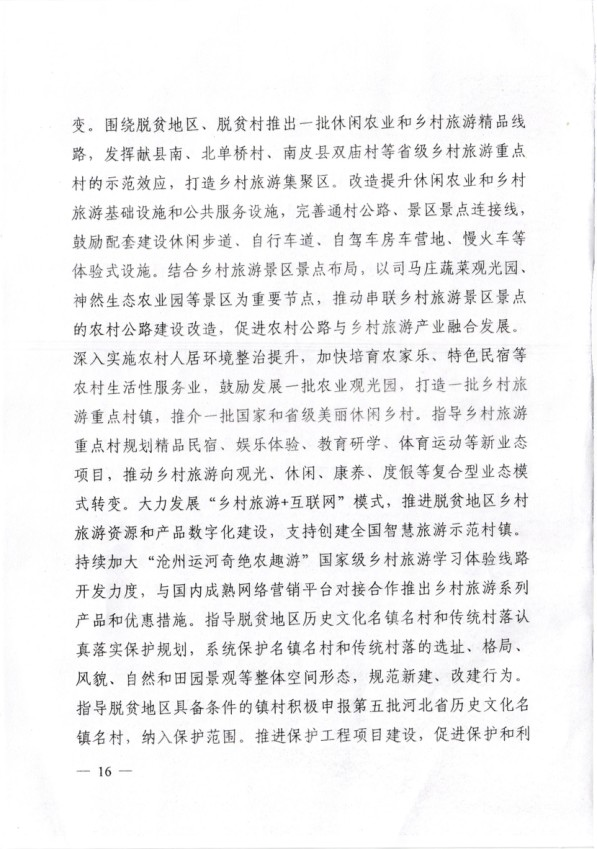 变。围绕脱贫地区、脱贫村推出一批休闲农业和乡村旅游精品线
路，发挥献县南、北单桥村、南皮县双庙村等省级乡村旅游重点
村的示范效应，打造乡村旅游集聚区。改造提升休闲农业和乡村
旅游基础设施和公共服务设施，完善通村公路、景区景点连接线，
鼓励配套建设休闲步道、自行车道、自驾车房车营地、慢火车等
体验式设施。结合乡村旅游景区景点布局，以司马庄蔬菜观光园、
神然生态农业园等景区为重要节点，推动串联乡村旅游景区景点
的农村公路建设改造，促进农村公路与乡村旅游产业融合发展。
深入实施农村人居环境整治提升，加快培育农家乐、特色民宿等
农村生活性服务业，鼓励发展一批农业观光园，打造一批乡村旅
游重点村镇，推介一批国家和省级美丽休闲乡村。指导乡村旅游
重点村规划精品民宿、娱乐体验、教育研学、体育运动等新业态
项目，推动乡村旅游向观光、休闲、康养、度假等复合型业态模
式转变。大力发展“乡村旅游+互联网”模式，推进脱贫地区乡村
旅游资源和产品数字化建设，支持创建全国智慧旅游示范村镇。
持续加大“沧州运河奇绝农趣游”国家级乡村旅游学习体验线路
开发力度，与国内成熟网络营销平台对接合作推出乡村旅游系列
产品和优惠措施。指导脱贫地区历史文化名镇名村和传统村落认
真落实保护规划，系统保护名镇名村和传统村落的选址、格局、
风貌、自然和田园景观等整体空间形态，规范新建、改建行为。
指导脱贫地区具备条件的镇村积极申报第五批河北省历史文化名
镇名村，纳入保护范围。推进保护工程项目建设，促进保护和利
— 16 —